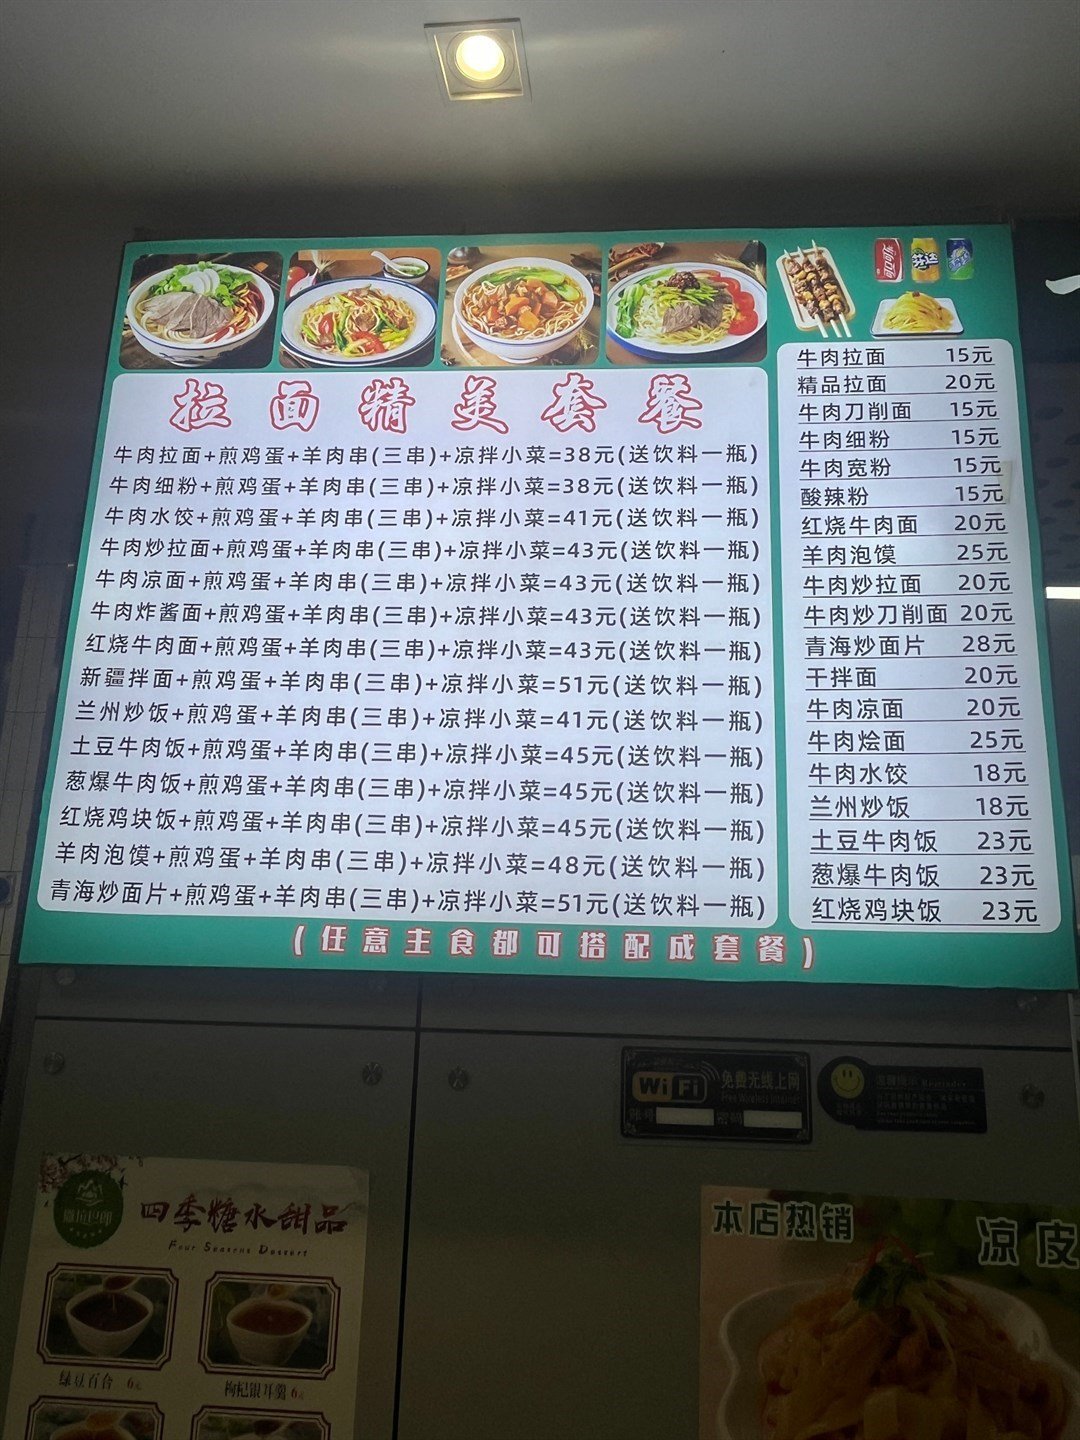 拉面精美套餐
牛肉拉面+煎鸡蛋+羊肉串(三串)+凉拌小菜=38元(送饮料一瓶)
牛肉细粉+煎鸡蛋+羊肉串(三串)+凉拌小菜=38元(送饮料一瓶)
牛肉水饺+煎鸡蛋+羊肉串(三串)+凉拌小菜=41元(送饮料一瓶)
牛肉炒拉面+煎鸡蛋+羊肉串(三串)+凉拌小菜=43元(送饮料一瓶)
牛肉凉面+煎鸡蛋+羊肉串(三串)+凉拌小菜=43元(送饮料一瓶)
牛肉炸酱面+煎鸡蛋+羊肉串(三串)+凉拌小菜=43元(送饮料一瓶)
红烧牛肉面+煎鸡蛋+羊肉串(三串)+凉拌小菜=43元(送饮料一瓶)
新疆拌面+煎鸡蛋+羊肉串(三串)+凉拌小菜=51元(送饮料一瓶)
兰州炒饭+煎鸡蛋+羊肉串(三串)+凉拌小菜=41元(送饮料一瓶)
土豆牛肉饭+煎鸡蛋+羊肉串(三串)+凉拌小菜=45元(送饮料一瓶)
葱爆牛肉饭+煎鸡蛋+羊肉串(三串)+凉拌小菜=45元(送饮料一瓶)
红烧鸡块饭+煎鸡蛋+羊肉串(三串)+凉拌小菜=45元(送饮料一瓶)
羊肉泡馍+煎鸡蛋+羊肉串(三串)+凉拌小菜=48元(送饮料一瓶)
青海炒面片+煎鸡蛋+羊肉串(三串)+凉拌小菜=51元(送饮料一瓶)
(任意主食都可搭配成套餐)
芬达
牛肉拉面 15元
精品拉面 20元
牛肉刀削面 15元
牛肉细粉 15元
牛肉宽粉 15元
酸辣粉 15元
红烧牛肉面 20元
羊肉泡馍 25元
牛肉炒拉面 20元
牛肉炒刀削面 20元
青海炒面片 28元
干拌面 20元
牛肉凉面 20元
牛肉烩面 25元
牛肉水饺 18元
兰州炒饭 18元
土豆牛肉饭 23元
葱爆牛肉饭 23元
红烧鸡块饭 23元
WiFi 免费无线上网
Free Wireless Internet
账号 密码
温馨提示 Reminder
四季糖水甜品
Four Seasons Dessert
绿豆百合 6元
枸杞银耳羹 6元
本店热销
凉皮